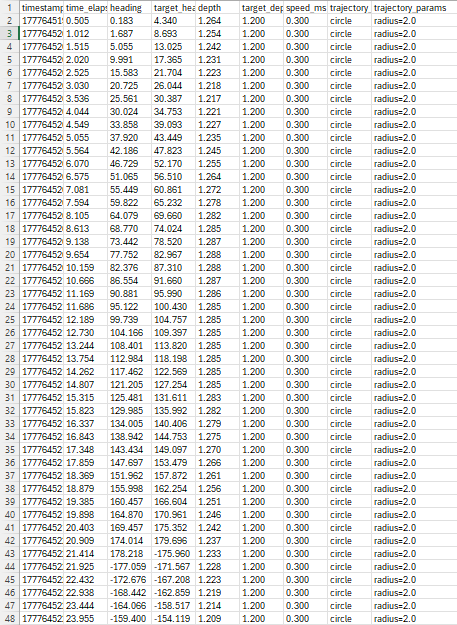 1 timestamp time_elaps heading target_hea depth target_dep speed_ms trajectory_ trajectory_params
2 17776451 0.505 0.183 4.340 1.264 1.200 0.300 circle radius=2.0
3 17776452 1.012 1.687 8.693 1.254 1.200 0.300 circle radius=2.0
4 17776452 1.515 5.055 13.025 1.242 1.200 0.300 circle radius=2.0
5 17776452 2.020 9.991 17.365 1.231 1.200 0.300 circle radius=2.0
6 17776452 2.525 15.583 21.704 1.223 1.200 0.300 circle radius=2.0
7 17776452 3.030 20.725 26.044 1.218 1.200 0.300 circle radius=2.0
8 17776452 3.536 25.561 30.387 1.217 1.200 0.300 circle radius=2.0
9 17776452 4.044 30.024 34.753 1.221 1.200 0.300 circle radius=2.0
10 17776452 4.549 33.858 39.093 1.227 1.200 0.300 circle radius=2.0
11 17776452 5.055 37.920 43.449 1.235 1.200 0.300 circle radius=2.0
12 17776452 5.564 42.186 47.823 1.245 1.200 0.300 circle radius=2.0
13 17776452 6.070 46.729 52.170 1.255 1.200 0.300 circle radius=2.0
14 17776452 6.575 51.065 56.510 1.264 1.200 0.300 circle radius=2.0
15 17776452 7.081 55.449 60.861 1.272 1.200 0.300 circle radius=2.0
16 17776452 7.594 59.822 65.232 1.278 1.200 0.300 circle radius=2.0
17 17776452 8.105 64.079 69.660 1.282 1.200 0.300 circle radius=2.0
18 17776452 8.613 68.770 74.024 1.285 1.200 0.300 circle radius=2.0
19 17776452 9.138 73.442 78.520 1.287 1.200 0.300 circle radius=2.0
20 17776452 9.654 77.752 82.967 1.288 1.200 0.300 circle radius=2.0
21 17776452 10.159 82.376 87.310 1.288 1.200 0.300 circle radius=2.0
22 17776452 10.666 86.554 91.660 1.287 1.200 0.300 circle radius=2.0
23 17776452 11.169 90.881 95.990 1.286 1.200 0.300 circle radius=2.0
24 17776452 11.686 95.122 100.430 1.285 1.200 0.300 circle radius=2.0
25 17776452 12.189 99.739 104.757 1.285 1.200 0.300 circle radius=2.0
26 17776452 12.730 104.166 109.397 1.285 1.200 0.300 circle radius=2.0
27 17776452 13.244 108.401 113.820 1.285 1.200 0.300 circle radius=2.0
28 17776452 13.754 112.984 118.198 1.285 1.200 0.300 circle radius=2.0
29 17776452 14.262 117.462 122.569 1.285 1.200 0.300 circle radius=2.0
30 17776452 14.807 121.205 127.254 1.285 1.200 0.300 circle radius=2.0
31 17776452 15.315 125.481 131.611 1.283 1.200 0.300 circle radius=2.0
32 17776452 15.823 129.985 135.992 1.282 1.200 0.300 circle radius=2.0
33 17776452 16.337 134.005 140.406 1.279 1.200 0.300 circle radius=2.0
34 17776452 16.843 138.942 144.753 1.275 1.200 0.300 circle radius=2.0
35 17776452 17.348 143.434 149.097 1.270 1.200 0.300 circle radius=2.0
36 17776452 17.859 147.697 153.479 1.266 1.200 0.300 circle radius=2.0
37 17776452 18.369 151.962 157.872 1.261 1.200 0.300 circle radius=2.0
38 17776452 18.879 155.998 162.254 1.256 1.200 0.300 circle radius=2.0
39 17776452 19.385 160.457 166.604 1.251 1.200 0.300 circle radius=2.0
40 17776452 19.898 164.870 170.961 1.246 1.200 0.300 circle radius=2.0
41 17776452 20.403 169.457 175.352 1.242 1.200 0.300 circle radius=2.0
42 17776452 20.909 174.014 179.696 1.237 1.200 0.300 circle radius=2.0
43 17776452 21.414 178.218 -175.960 1.233 1.200 0.300 circle radius=2.0
44 17776452 21.925 -177.059 -171.567 1.228 1.200 0.300 circle radius=2.0
45 17776452 22.432 -172.676 -167.208 1.223 1.200 0.300 circle radius=2.0
46 17776452 22.938 -168.442 -162.859 1.219 1.200 0.300 circle radius=2.0
47 17776452 23.444 -164.066 -158.517 1.214 1.200 0.300 circle radius=2.0
48 17776452 23.955 -159.400 -154.119 1.209 1.200 0.300 circle radius=2.0